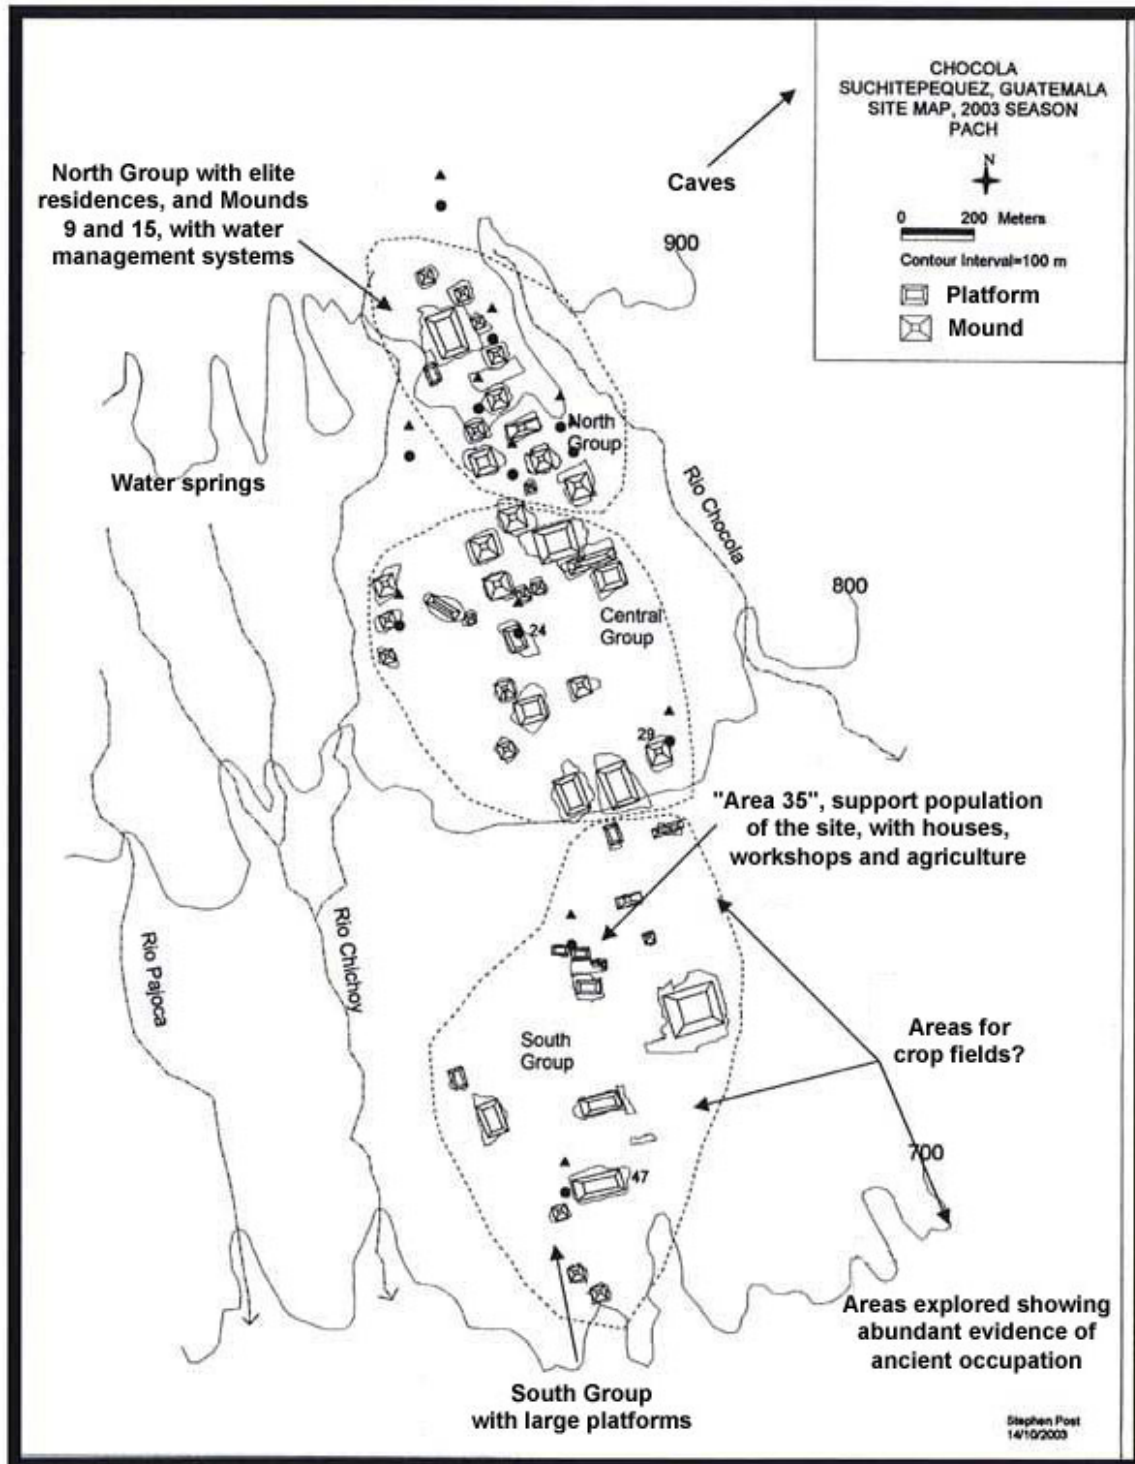 CHOCOLA
SUCHITEPEQUEZ, GUATEMALA
SITE MAP, 2003 SEASON
PACH
N
0 200 Meters
Contour Interval=100 m
Platform
Mound
Caves
North Group with elite
residences, and Mounds
9 and 15, with water
management systems
900
North
Group
Water springs
Rio Chocola
800
Central
Group
24
29
"Area 35", support population
of the site, with houses,
workshops and agriculture
Rio Pajoca
Rio Chichoy
South
Group
Areas for
crop fields?
700
47
Areas explored showing
abundant evidence of
ancient occupation
South Group
with large platforms
Stephen Post
14/10/2003